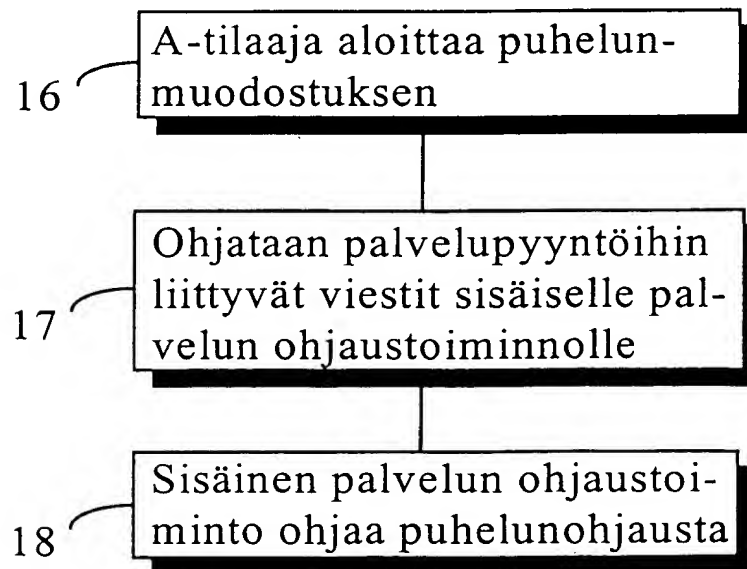 A-tilaaja aloittaa puhelun-
16
muodostuksen
Ohjataan palvelupyyntöihin
liittyvät viestit sisäiselle pal-
17
velun ohjaustoiminnolle
Sisäinen palvelun ohjaustoi-
minto ohjaa puhelunohjausta
18